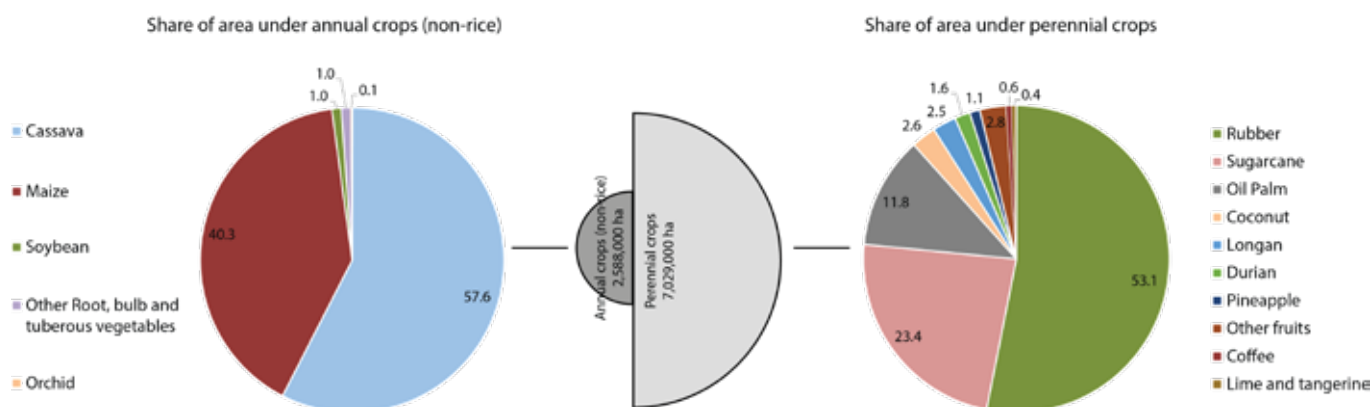 Share of area under annual crops (non-rice)
Share of area under perennial crops
Cassava
Maize
Soybean
Other Root, bulb and
tuberous vegetables
Orchid
1.0
1.0
0.1
40.3
57.6
Annual crops (non-rice)
2,588,000 ha
Perennial crops
7,029,000 ha
0.6
0.4
1.6
1.1
2.5
2.8
2.6
11.8
53.1
23.4
Rubber
Sugarcane
Oil Palm
Coconut
Longan
Durian
Pineapple
Other fruits
Coffee
Lime and tangerine